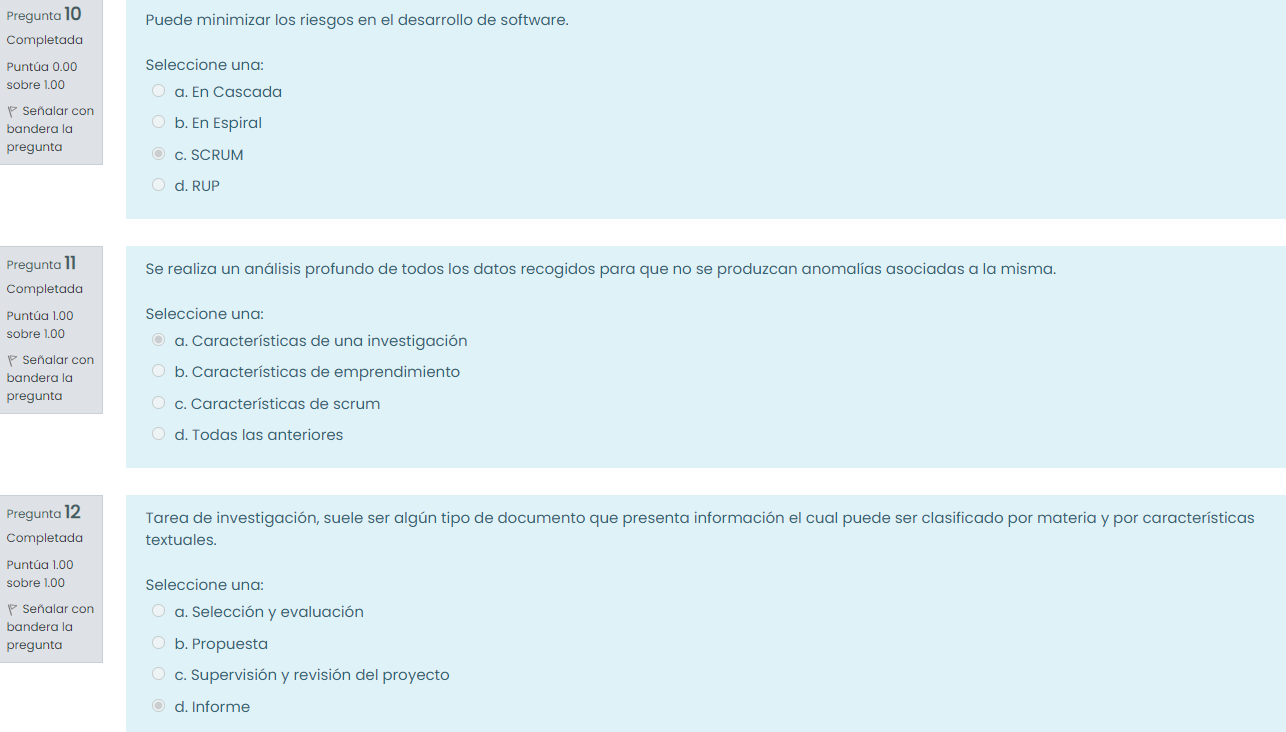 Pregunta 10
Completada
Puntúa 0.00
sobre 1.00
Señalar con
bandera la
pregunta
Puede minimizar los riesgos en el desarrollo de software.
Seleccione una:
a. En Cascada
b. En Espiral
c. SCRUM
d. RUP
Pregunta 11
Completada
Puntúa 1.00
sobre 1.00
Señalar con
bandera la
pregunta
Se realiza un análisis profundo de todos los datos recogidos para que no se produzcan anomalías asociadas a la misma.
Seleccione una:
a. Características de una investigación
b. Características de emprendimiento
c. Características de scrum
d. Todas las anteriores
Pregunta 12
Completada
Puntúa 1.00
sobre 1.00
Señalar con
bandera la
pregunta
Tarea de investigación, suele ser algún tipo de documento que presenta información el cual puede ser clasificado por materia y por características
textuales.
Seleccione una:
a. Selección y evaluación
b. Propuesta
c. Supervisión y revisión del proyecto
d. Informe